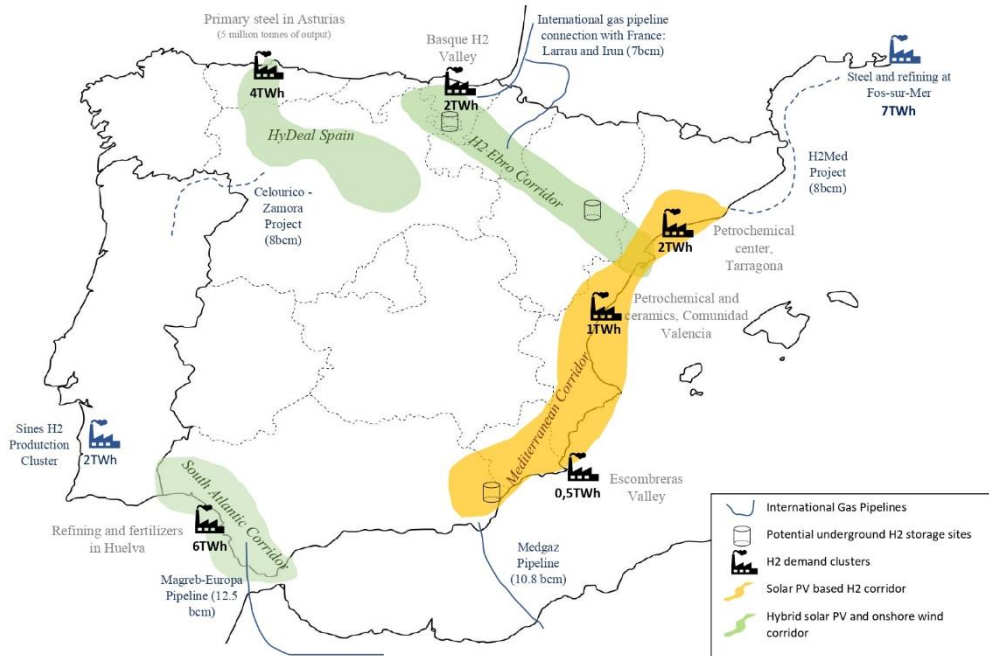 Primary steel in Asturias
(5 million tonnes of output)
4TWh
HyDeal Spain
Celourico -
Zamora
Project
(8bcm)
Basque H2
Valley
2TWh
International gas pipeline
connection with France:
Larrau and Irun (7bcm)
H2 Ebro Corridor
Steel and refining at
Fos-sur-Mer
7TWh
H2Med
Project
(8bcm)
2TWh
Petrochemical
center,
Tarragona
1TWh
Petrochemical and
ceramics, Comunidad
Valencia
Mediterranean Corridor
0,5TWh
Escombreras
Valley
Sines H2
Produtction
Cluster
2TWh
South Atlantic Corridor
Refining and fertilizers
in Huelva
6TWh
Magreb-Europa
Pipeline (12.5
bcm)
Medgaz
Pipeline
(10.8 bcm)
International Gas Pipelines
Potential underground H2 storage sites
H2 demand clusters
Solar PV based H2 corridor
Hybrid solar PV and onshore wind
corridor